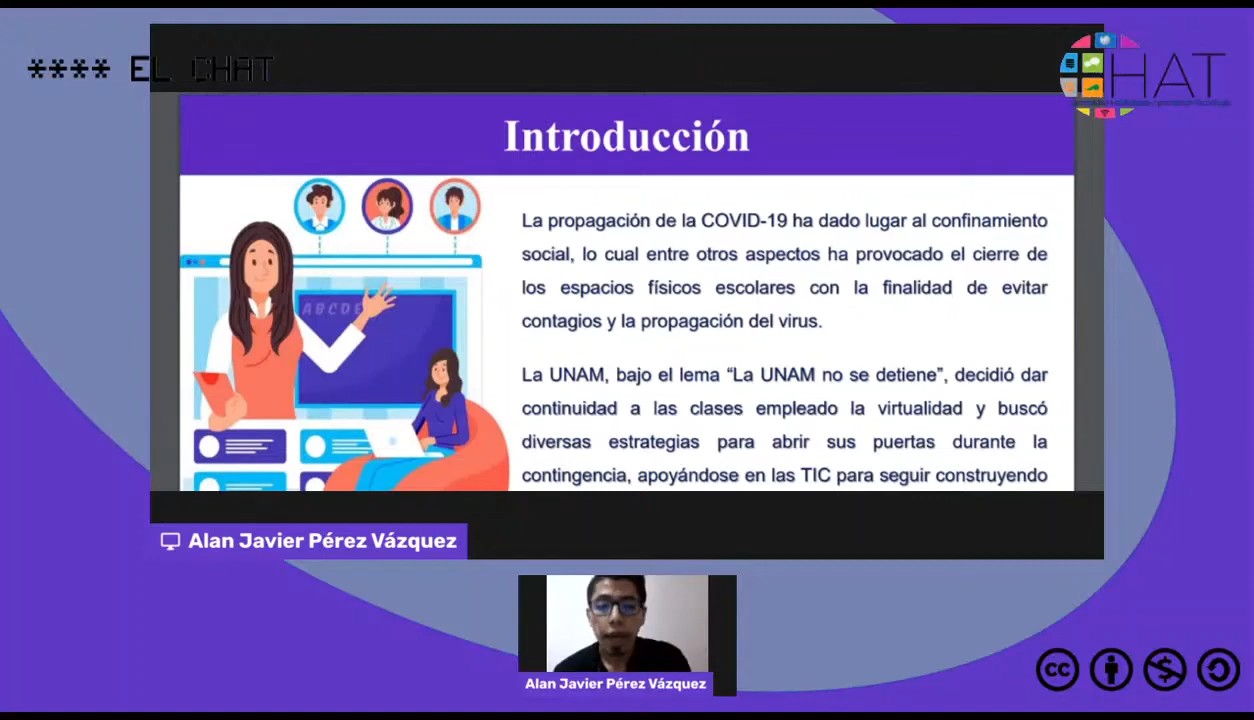 **** EL CHAT
HAT
Introducción
La propagación de la COVID-19 ha dado lugar al confinamiento
social, lo cual entre otros aspectos ha provocado el cierre de
los espacios físicos escolares con la finalidad de evitar
contagios y la propagación del virus.
ABCDE
La UNAM, bajo el lema “La UNAM no se detiene”, decidió dar
continuidad a las clases empleado la virtualidad y buscó
diversas estrategias para abrir sus puertas durante la
contingencia, apoyándose en las TIC para seguir construyendo
Alan Javier Pérez Vázquez
Alan Javier Pérez Vázquez
cc